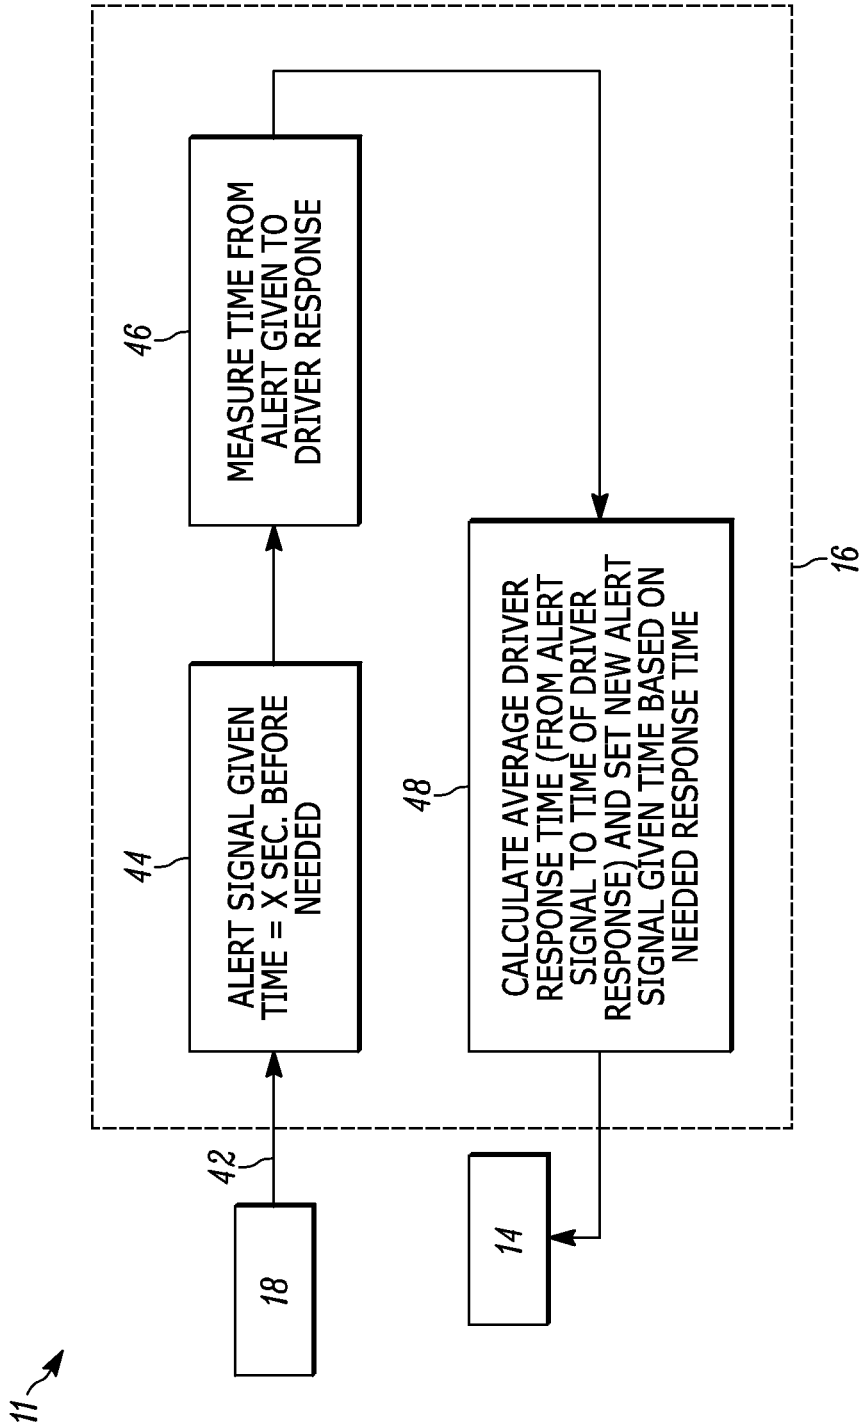 11
18
42
44
ALERT SIGNAL GIVEN
TIME = X SEC. BEFORE
NEEDED
46
MEASURE TIME FROM
ALERT GIVEN TO
DRIVER RESPONSE
14
48
CALCULATE AVERAGE DRIVER
RESPONSE TIME (FROM ALERT
SIGNAL TO TIME OF DRIVER
RESPONSE) AND SET NEW ALERT
SIGNAL GIVEN TIME BASED ON
NEEDED RESPONSE TIME
16